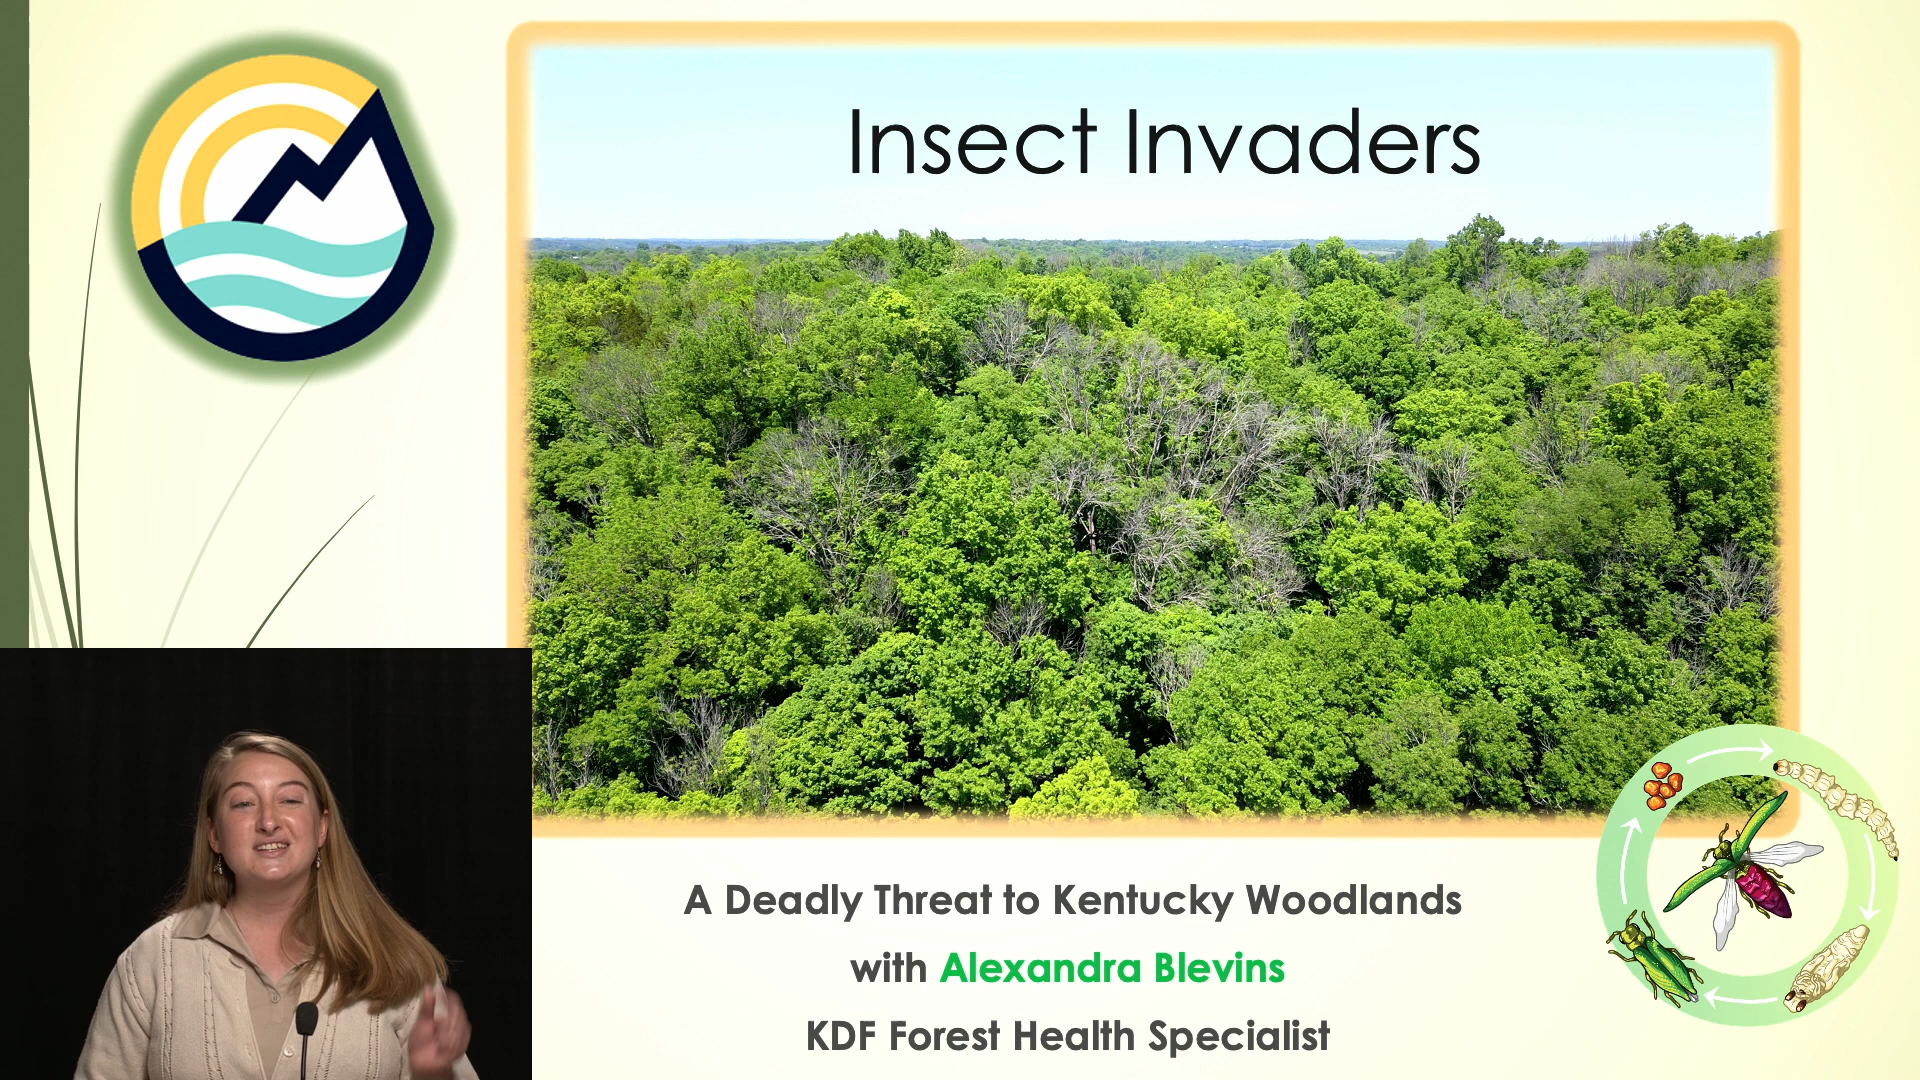 Insect Invaders
A Deadly Threat to Kentucky Woodlands
with Alexandra Blevins
KDF Forest Health Specialist